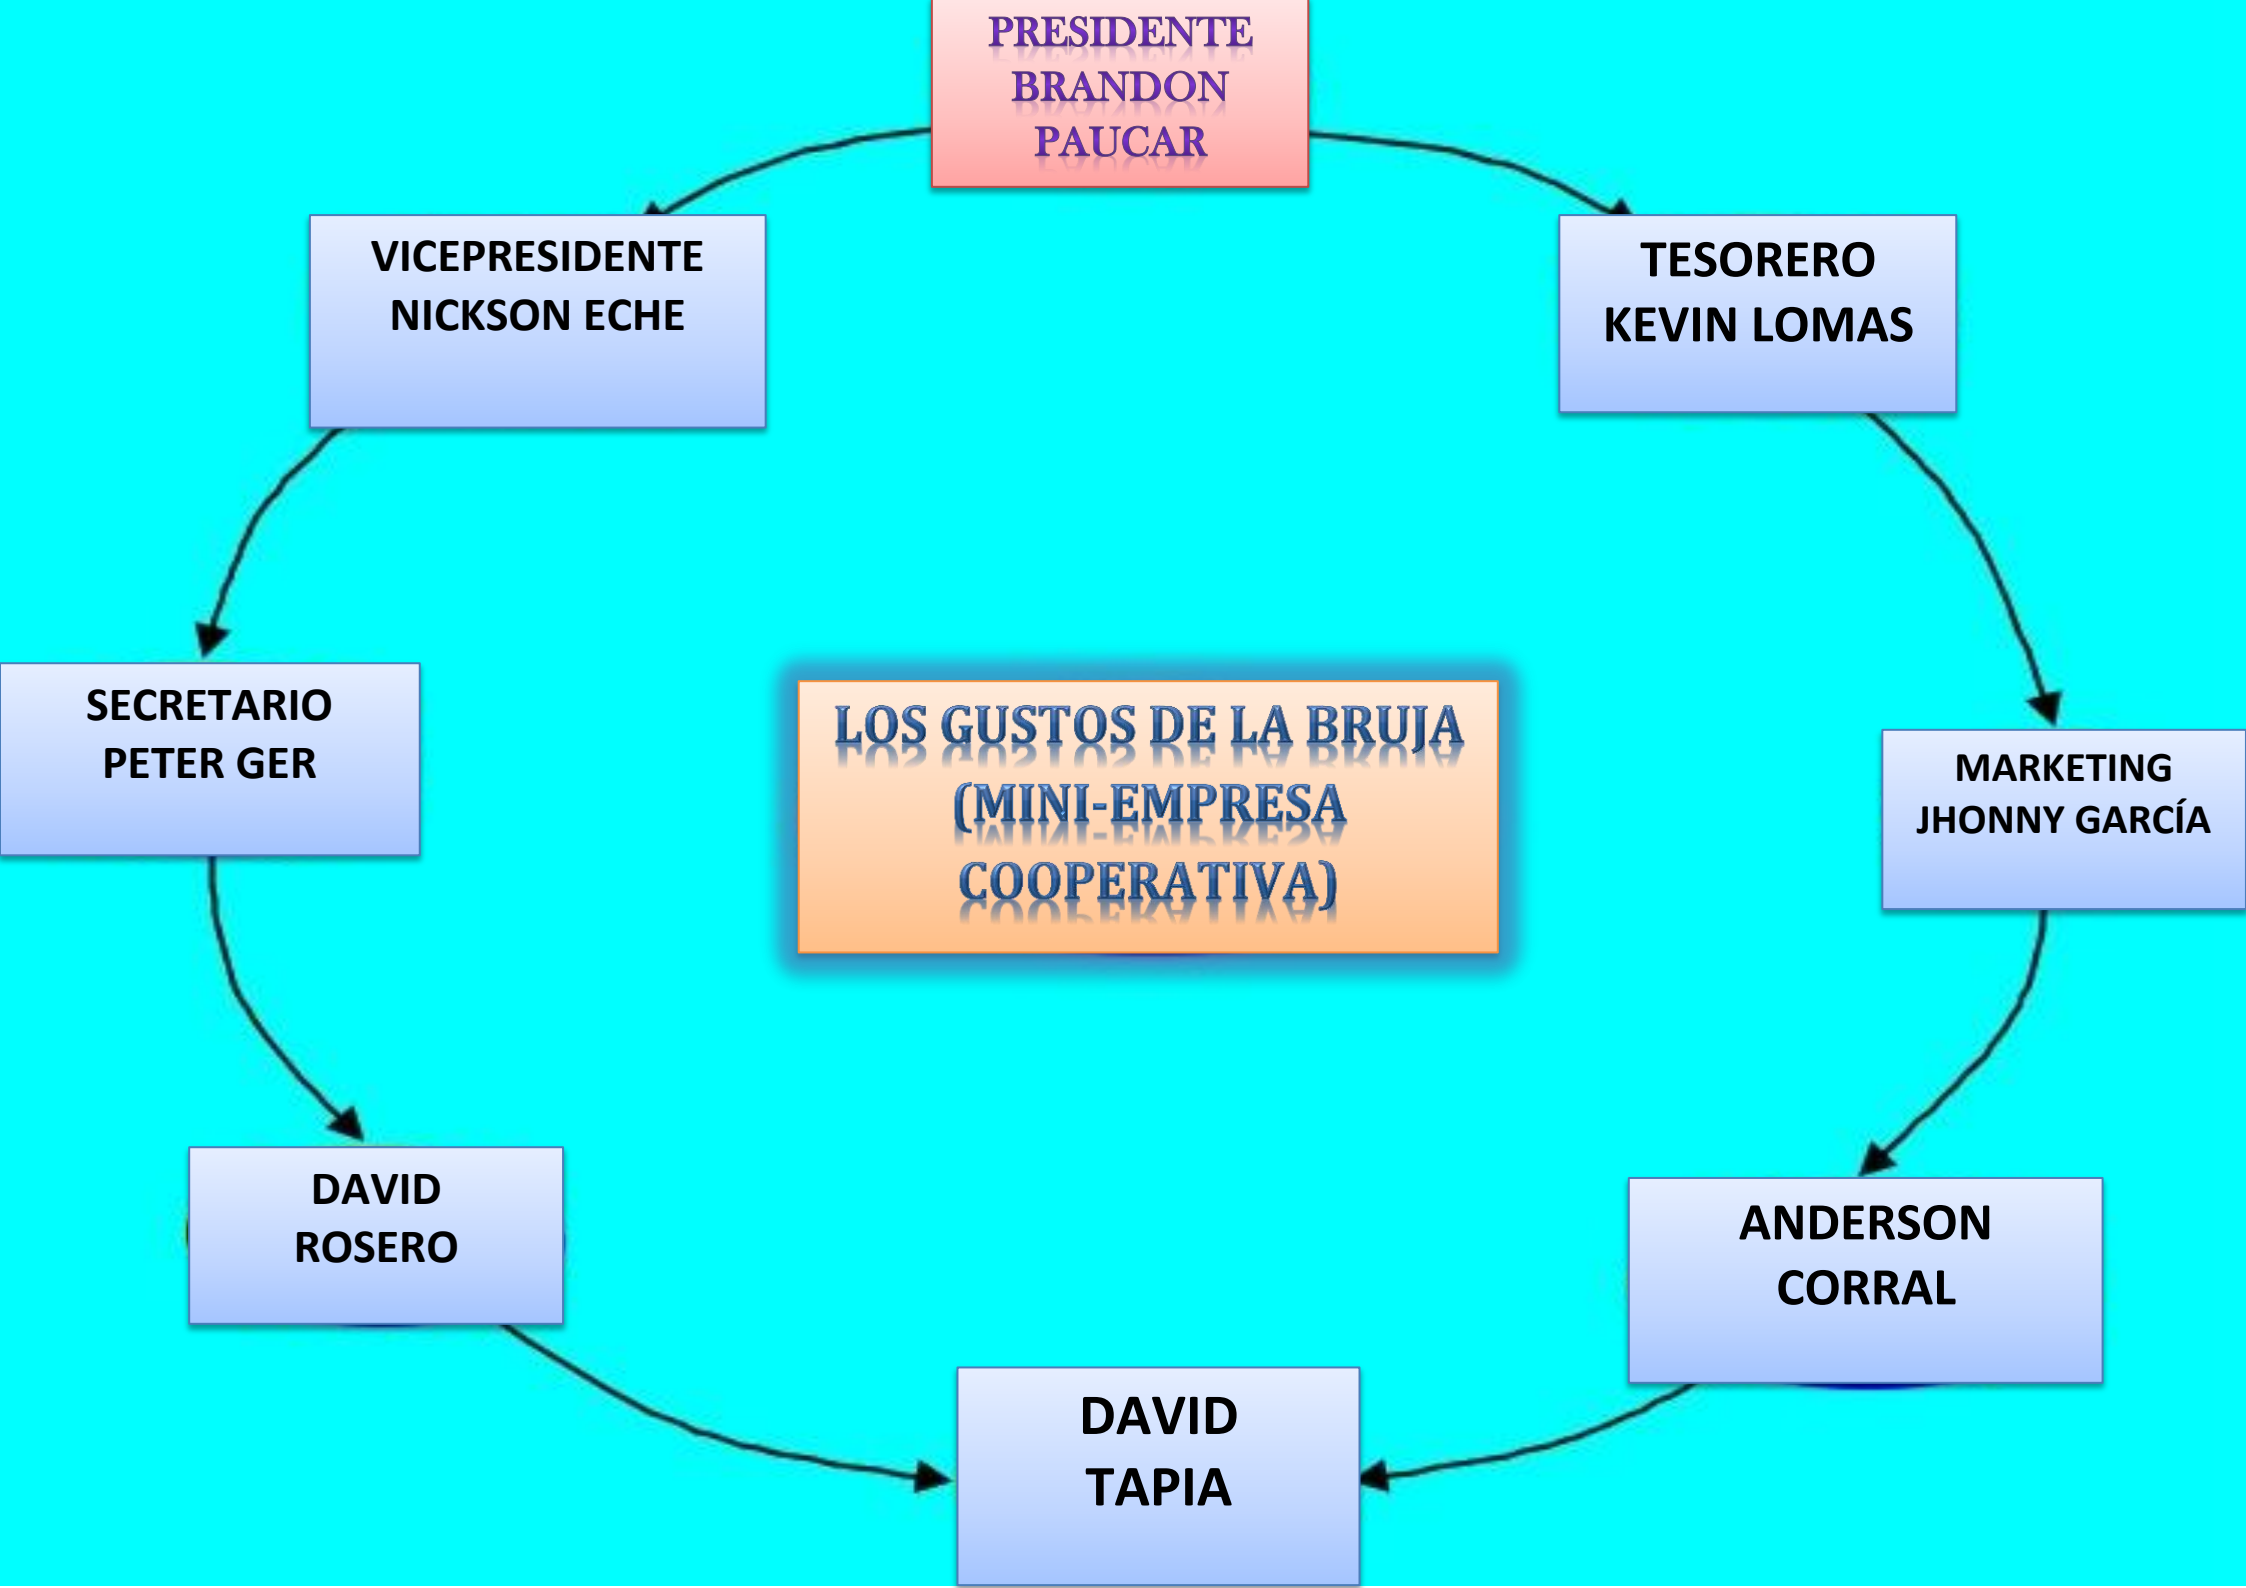 PRESIDENTE
BRANDON
PAUCAR
VICEPRESIDENTE
NICKSON ECHE
TESORERO
KEVIN LOMAS
SECRETARIO
PETER GER
LOS GUSTOS DE LA BRUJA
(MINI-EMPRESA
COOPERATIVA)
MARKETING
JHONNY GARCÍA
DAVID
ROSERO
ANDERSON
CORRAL
DAVID
TAPIA